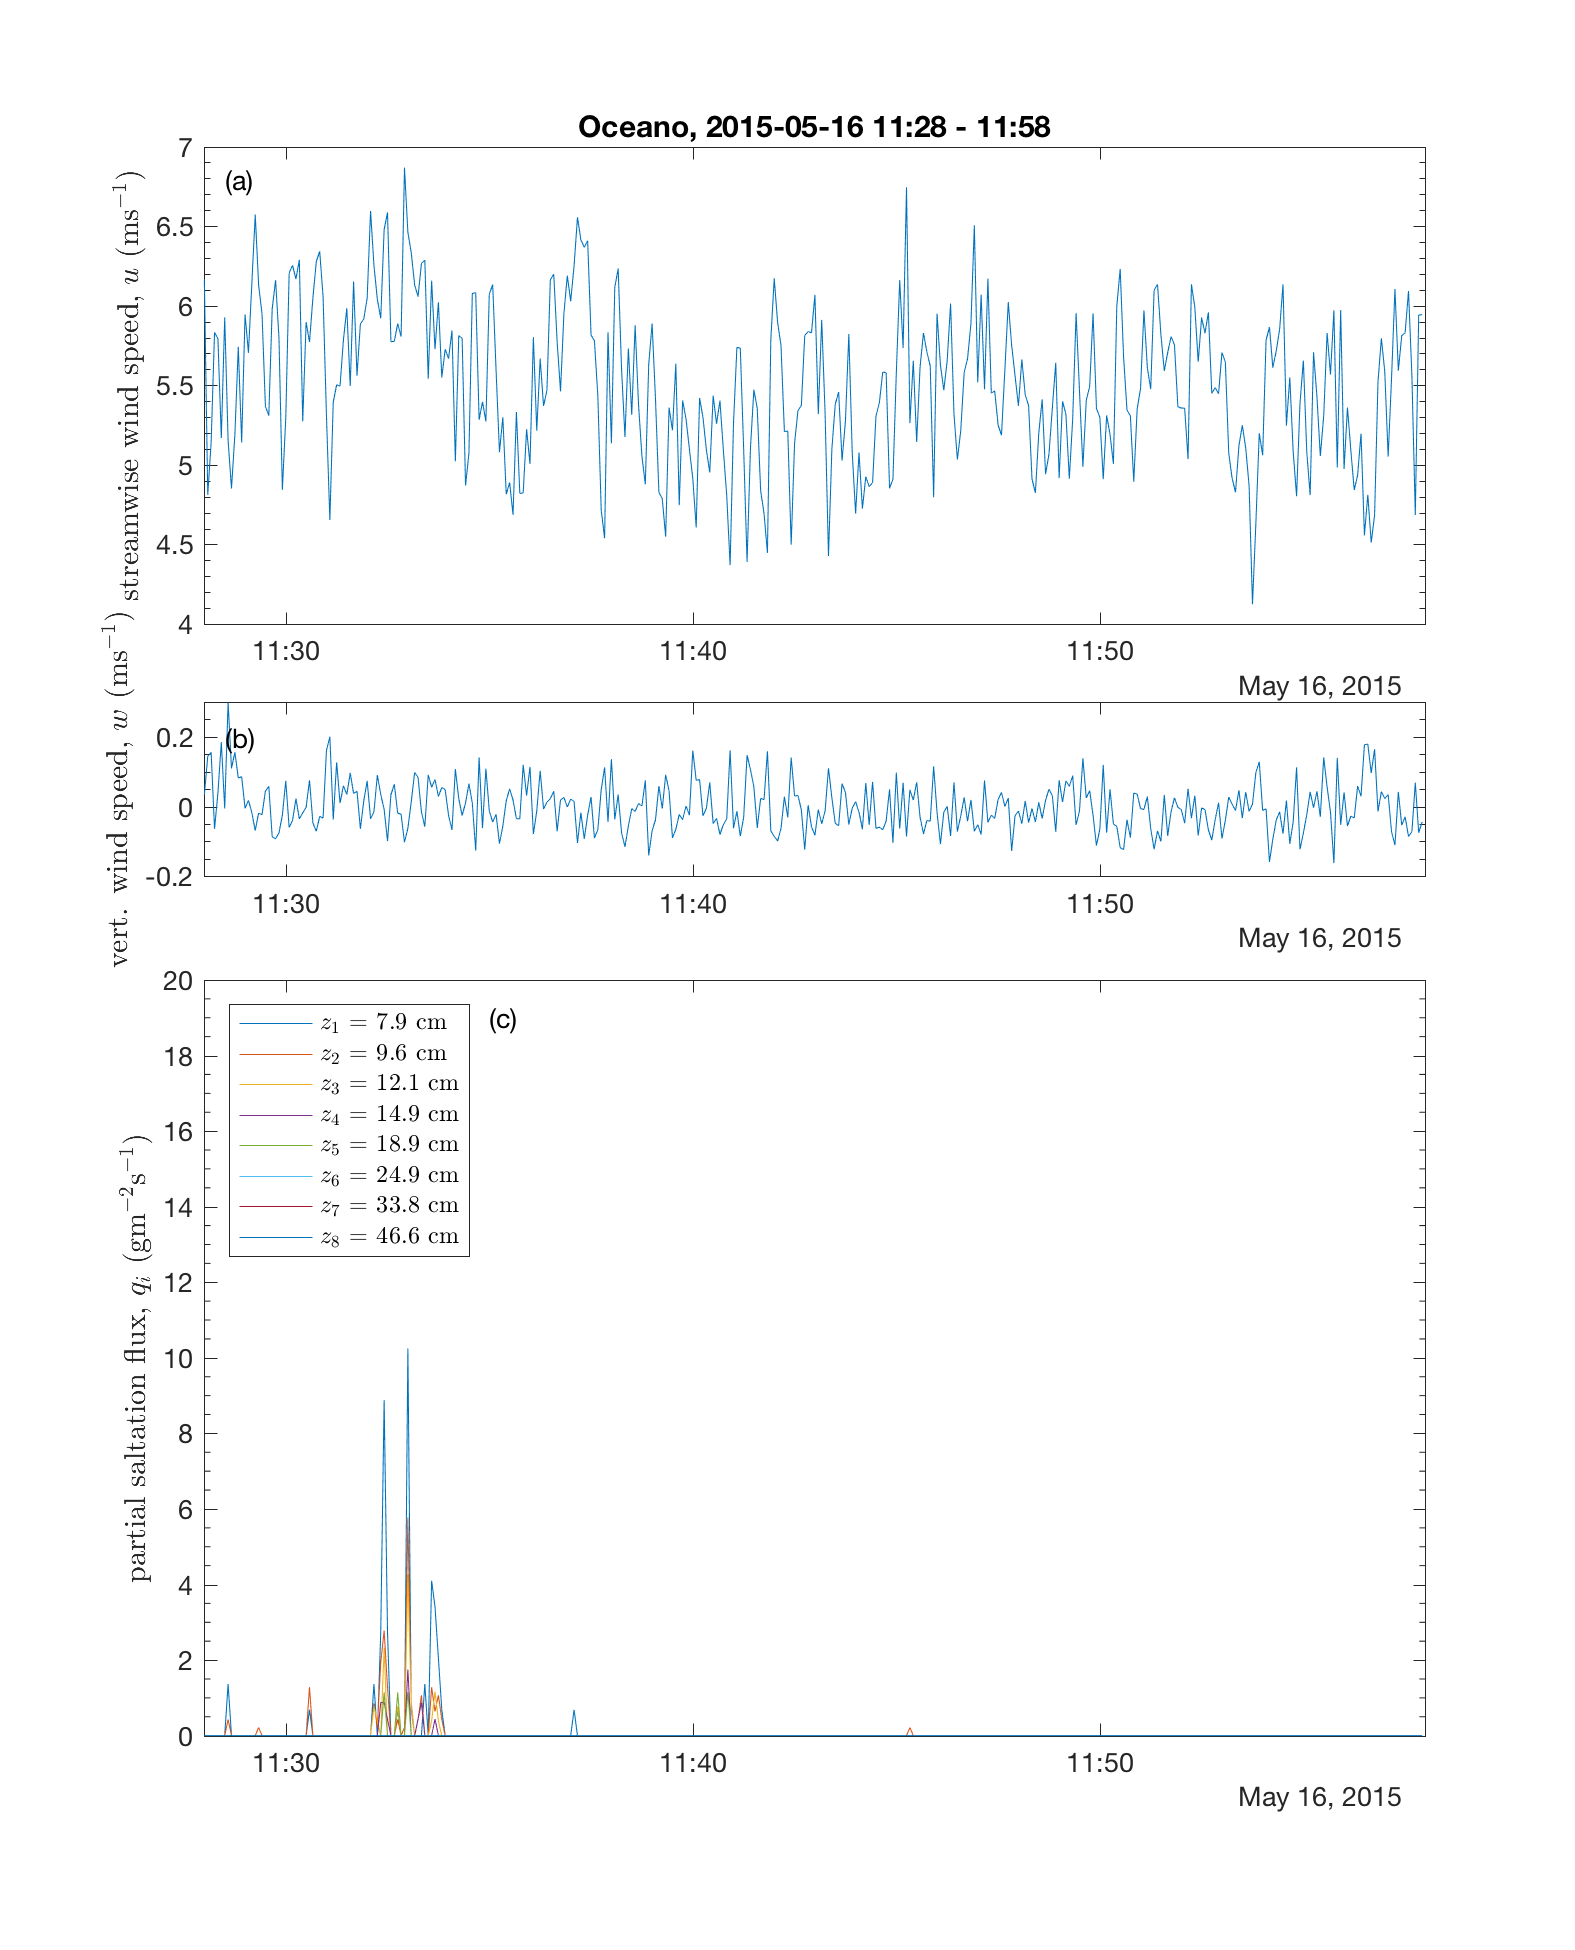 Oceano, 2015-05-16 11:28 - 11:58
(a)
streamwise wind speed, u (ms⁻¹)
7
6.5
6
5.5
5
4.5
4
11:30 11:40 11:50
May 16, 2015
(b)
vert. wind speed, w (ms⁻¹)
0.2
0
-0.2
11:30 11:40 11:50
May 16, 2015
(c)
partial saltation flux, qᵢ (gm⁻²s⁻¹)
20
18
16
14
12
10
8
6
4
2
0
z₁ = 7.9 cm
z₂ = 9.6 cm
z₃ = 12.1 cm
z₄ = 14.9 cm
z₅ = 18.9 cm
z₆ = 24.9 cm
z₇ = 33.8 cm
z₈ = 46.6 cm
11:30 11:40 11:50
May 16, 2015